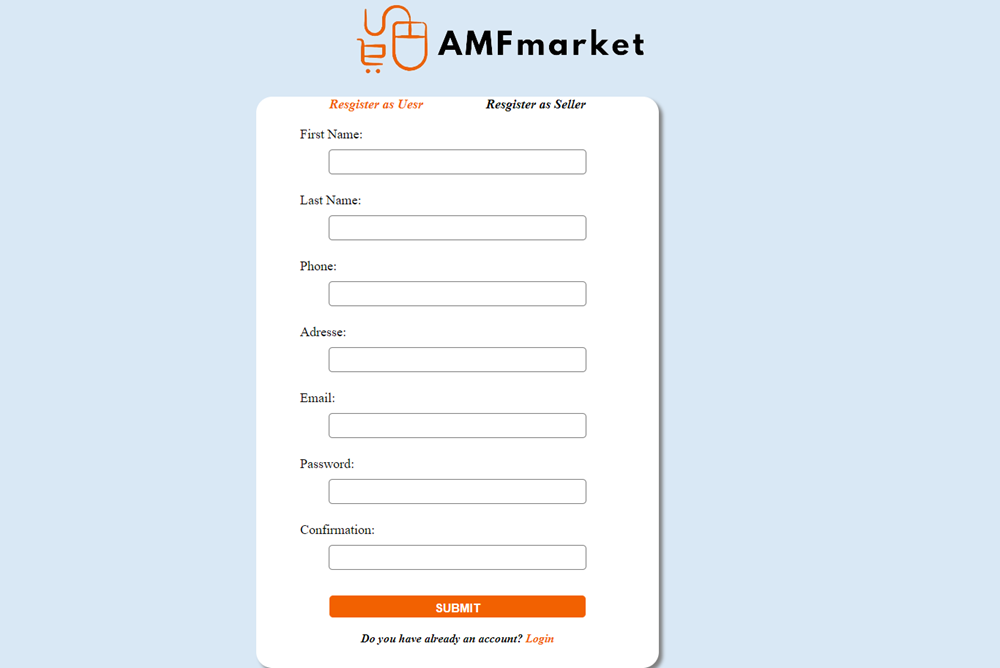 AMFmarket
Resgister as Uesr Resgister as Seller
First Name:
Last Name:
Phone:
Adresse:
Email:
Password:
Confirmation:
SUBMIT
Do you have already an account? Login